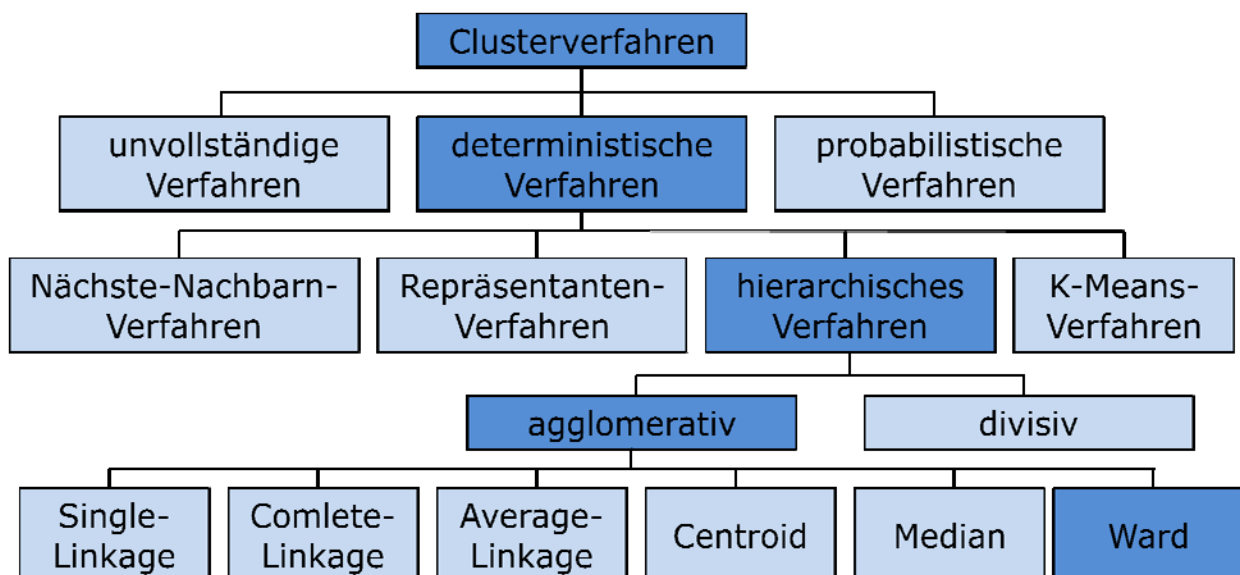 Clusterverfahren
unvollständige
Verfahren
deterministische
Verfahren
probabilistische
Verfahren
Nächste-Nachbarn-
Verfahren
Repräsentanten-
Verfahren
hierarchisches
Verfahren
K-Means-
Verfahren
agglomerativ
divisiv
Single-
Linkage
Comlete-
Linkage
Average-
Linkage
Centroid
Median
Ward